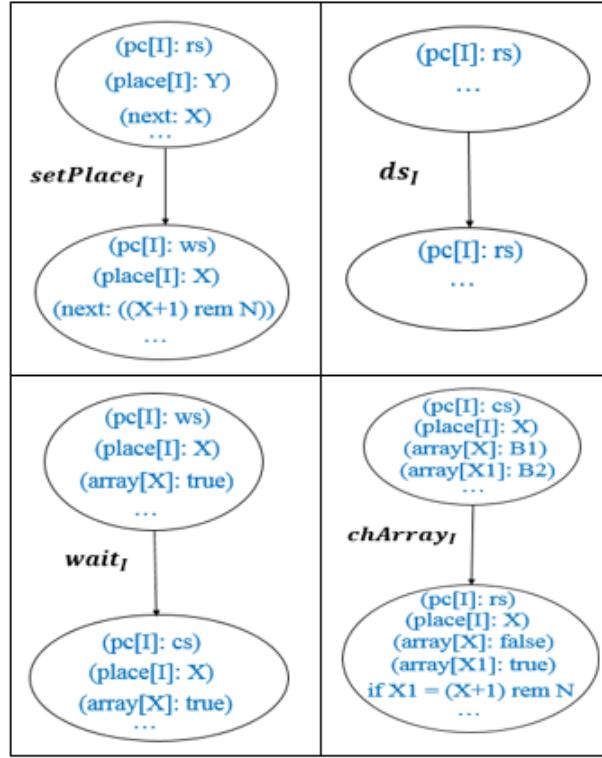 (pc[I]: rs)
(place[I]: Y)
(next: X)
...
setPlace_I
(pc[I]: ws)
(place[I]: X)
(next: ((X+1) rem N))
...
(pc[I]: rs)
...
ds_I
(pc[I]: rs)
...
(pc[I]: ws)
(place[I]: X)
(array[X]: true)
...
wait_I
(pc[I]: cs)
(place[I]: X)
(array[X]: true)
...
(pc[I]: cs)
(place[I]: X)
(array[X]: B1)
(array[X1]: B2)
...
chArray_I
(pc[I]: rs)
(place[I]: X)
(array[X]: false)
(array[X1]: true)
if X1 = (X+1) rem N
...